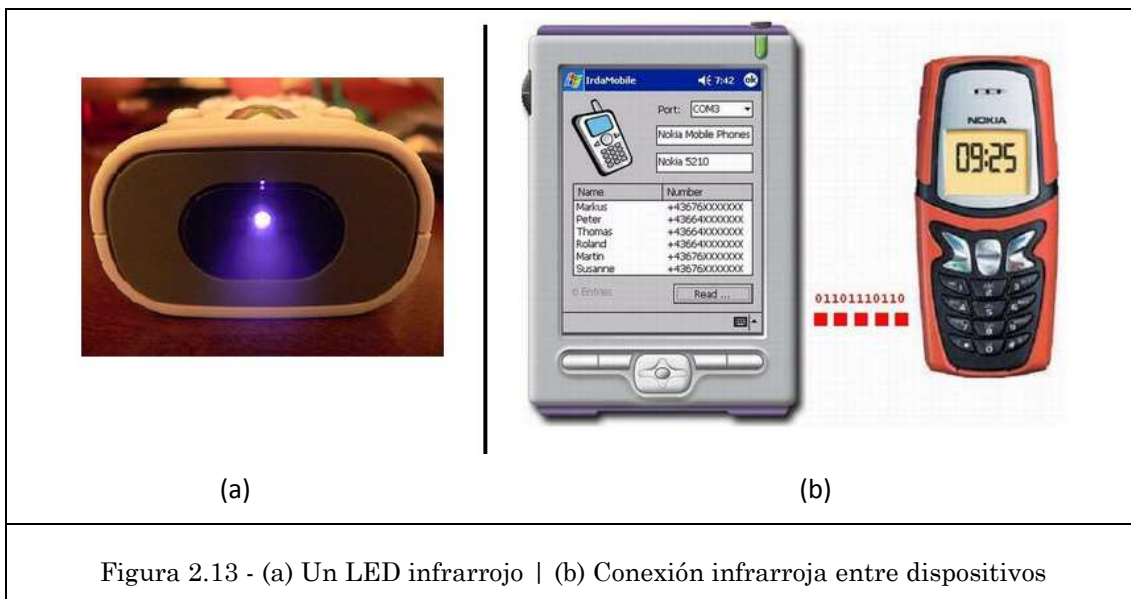 IrdaMobile 7:42 ok
Port: COM3
Nokia Mobile Phones
Nokia 5210
Name Number
Markus +43676XXXXXXX
Peter +43664XXXXXXX
Thomas +43664XXXXXXX
Roland +43664XXXXXXX
Martin +43676XXXXXXX
Susanne +43676XXXXXXX
0 Entries Read ...
NOKIA
09:25
01101110110
(a) (b)
Figura 2.13 - (a) Un LED infrarrojo | (b) Conexión infrarroja entre dispositivos